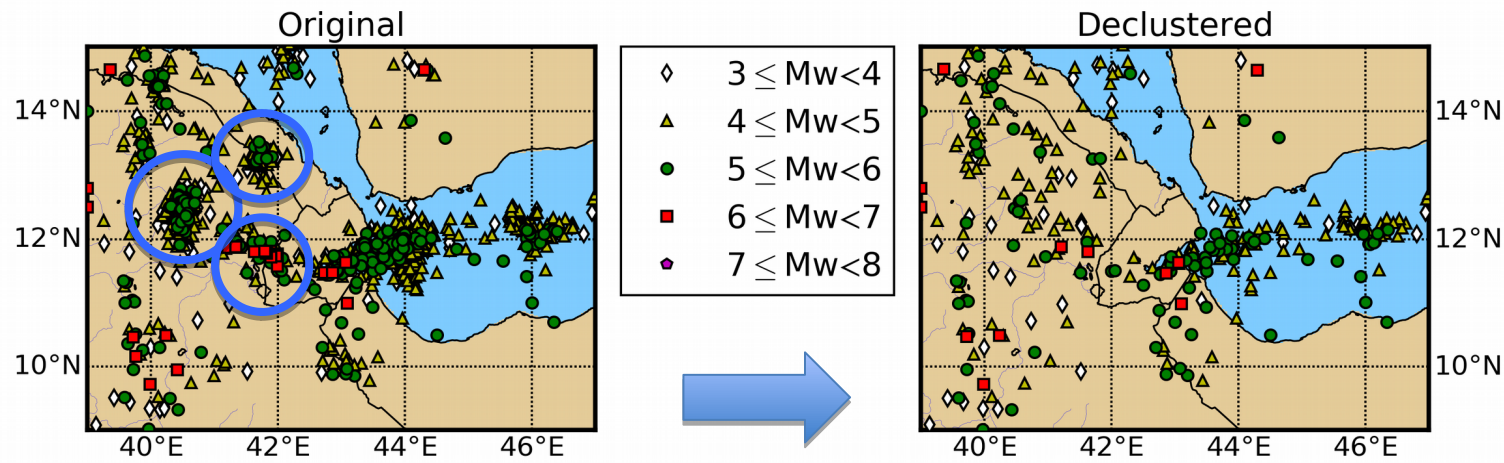 Original
Declustered
3 ≤ Mw<4
4 ≤ Mw<5
5 ≤ Mw<6
6 ≤ Mw<7
7 ≤ Mw<8
14°N
12°N
10°N
14°N
12°N
10°N
40°E 42°E 44°E 46°E
40°E 42°E 44°E 46°E